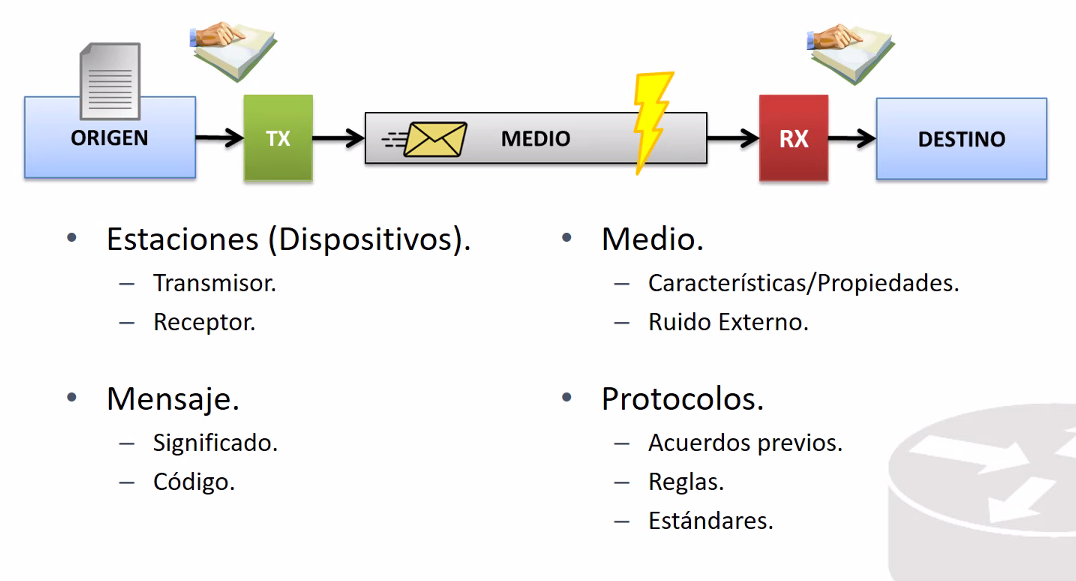 ORIGEN
TX
MEDIO
RX
DESTINO
• Estaciones (Dispositivos).
– Transmisor.
– Receptor.
• Mensaje.
– Significado.
– Código.
• Medio.
– Características/Propiedades.
– Ruido Externo.
• Protocolos.
– Acuerdos previos.
– Reglas.
– Estándares.